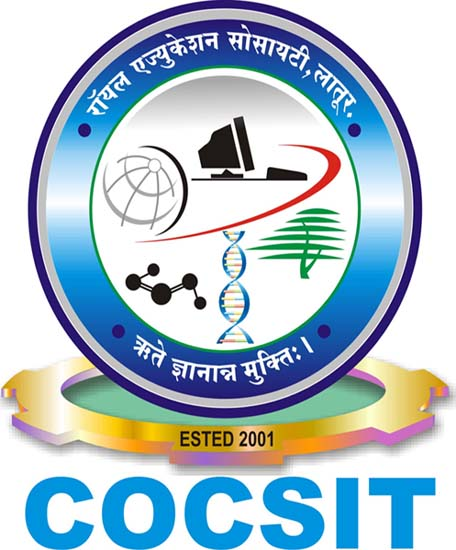 रॉयल एज्युकेशन सोसायटी, लातूर.
ऋते ज्ञानान्न मुक्तिः।
ESTED 2001
COCSIT